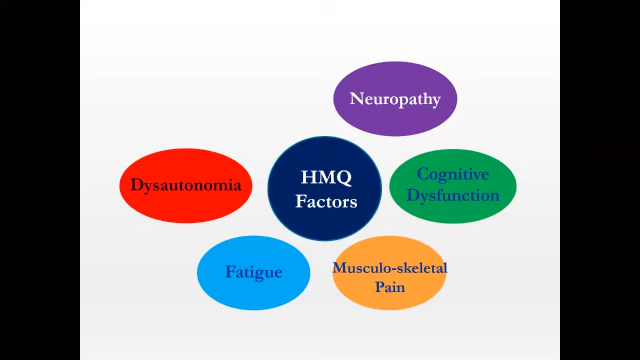 Neuropathy
HMQ
Factors
Cognitive
Dysfunction
Dysautonomia
Fatigue
Musculo-skeletal
Pain